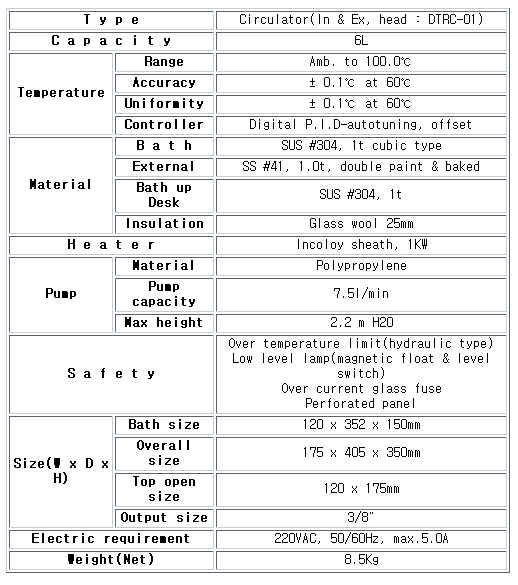 T y p e Circulator(In & Ex, head : DTRC-01)
C a p a c i t y 6L
Temperature Range Amb. to 100.0℃
Accuracy ± 0.1℃ at 60℃
Uniformity ± 0.1℃ at 60℃
Controller Digital P.I.D-autotuning, offset
Material B a t h SUS #304, 1t cubic type
External SS #41, 1.0t, double paint & baked
Bath up
Desk SUS #304, 1t
Insulation Glass wool 25mm
H e a t e r Incoloy sheath, 1KW
Pump Material Polypropylene
Pump
capacity 7.5l/min
Max height 2.2 m H2O
S a f e t y
Over temperature limit(hydraulic type)
Low level lamp(magnetic float & level
switch)
Over current glass fuse
Perforated panel
Size(W x D x
H)
Bath size 120 x 352 x 150mm
Overall
size 175 x 405 x 350mm
Top open
size 120 x 175mm
Output size 3/8"
Electric requirement 220VAC, 50/60Hz, max.5.0A
Weight(Net) 8.5Kg